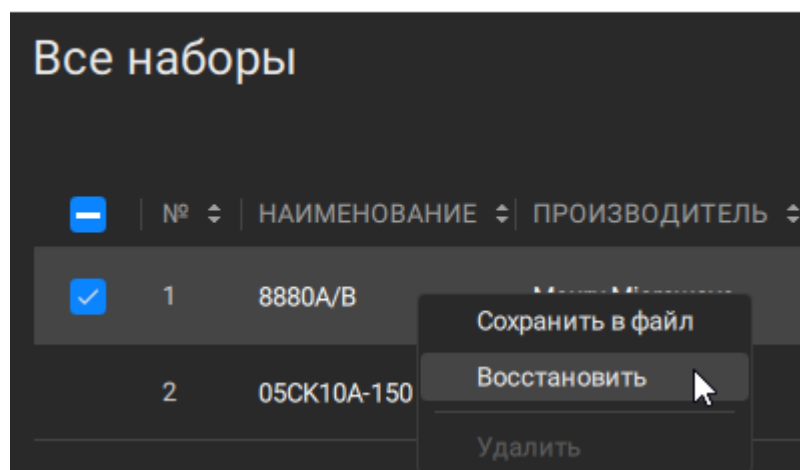 Все наборы
№ НАИМЕНОВАНИЕ ПРОИЗВОДИТЕЛЬ
1 8880A/B
Сохранить в файл
Восстановить
2 05CK10A-150
Удалить